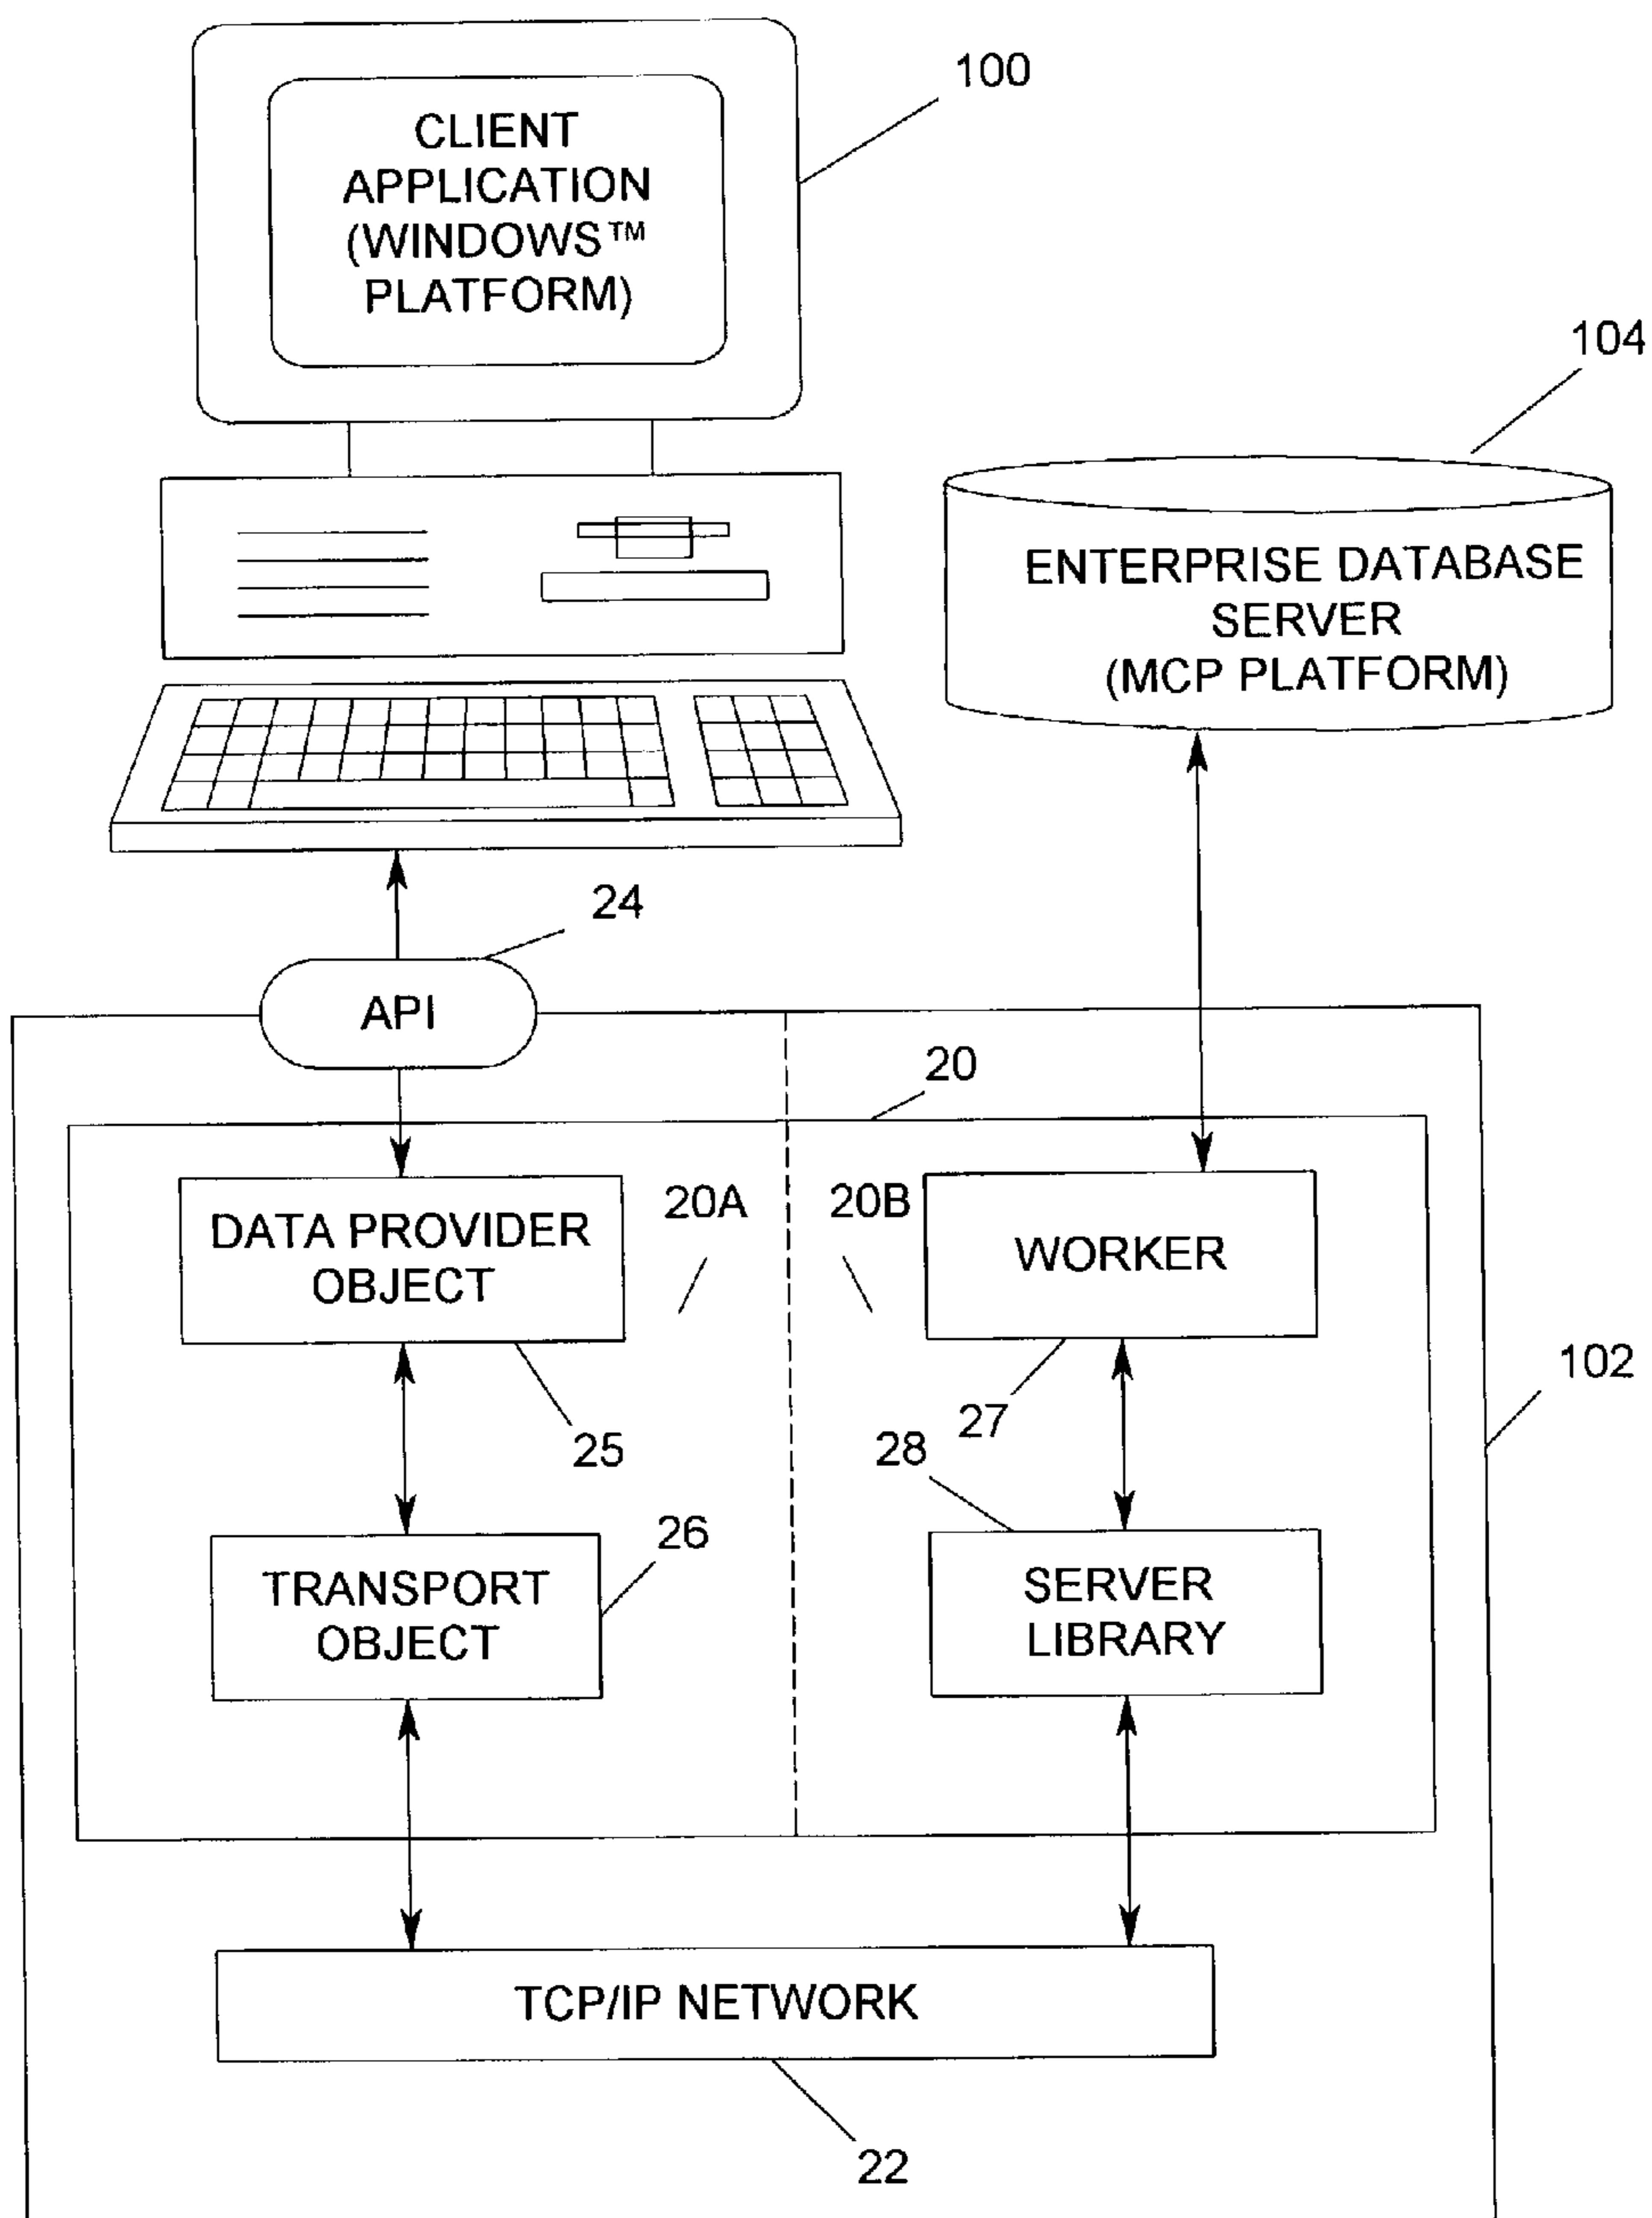 100
CLIENT
APPLICATION
(WINDOWS™
PLATFORM)
104
ENTERPRISE DATABASE
SERVER
(MCP PLATFORM)
24
API
20
20A
20B
DATA PROVIDER
OBJECT
WORKER
102
25
27
28
26
TRANSPORT
OBJECT
SERVER
LIBRARY
TCP/IP NETWORK
22